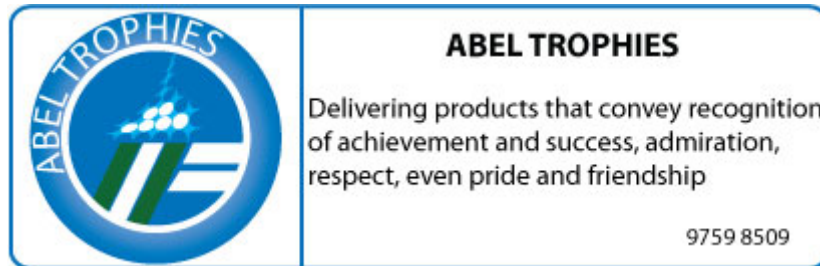 ABEL TROPHIES
ABEL TROPHIES
Delivering products that convey recognition
of achievement and success, admiration,
respect, even pride and friendship
9759 8509